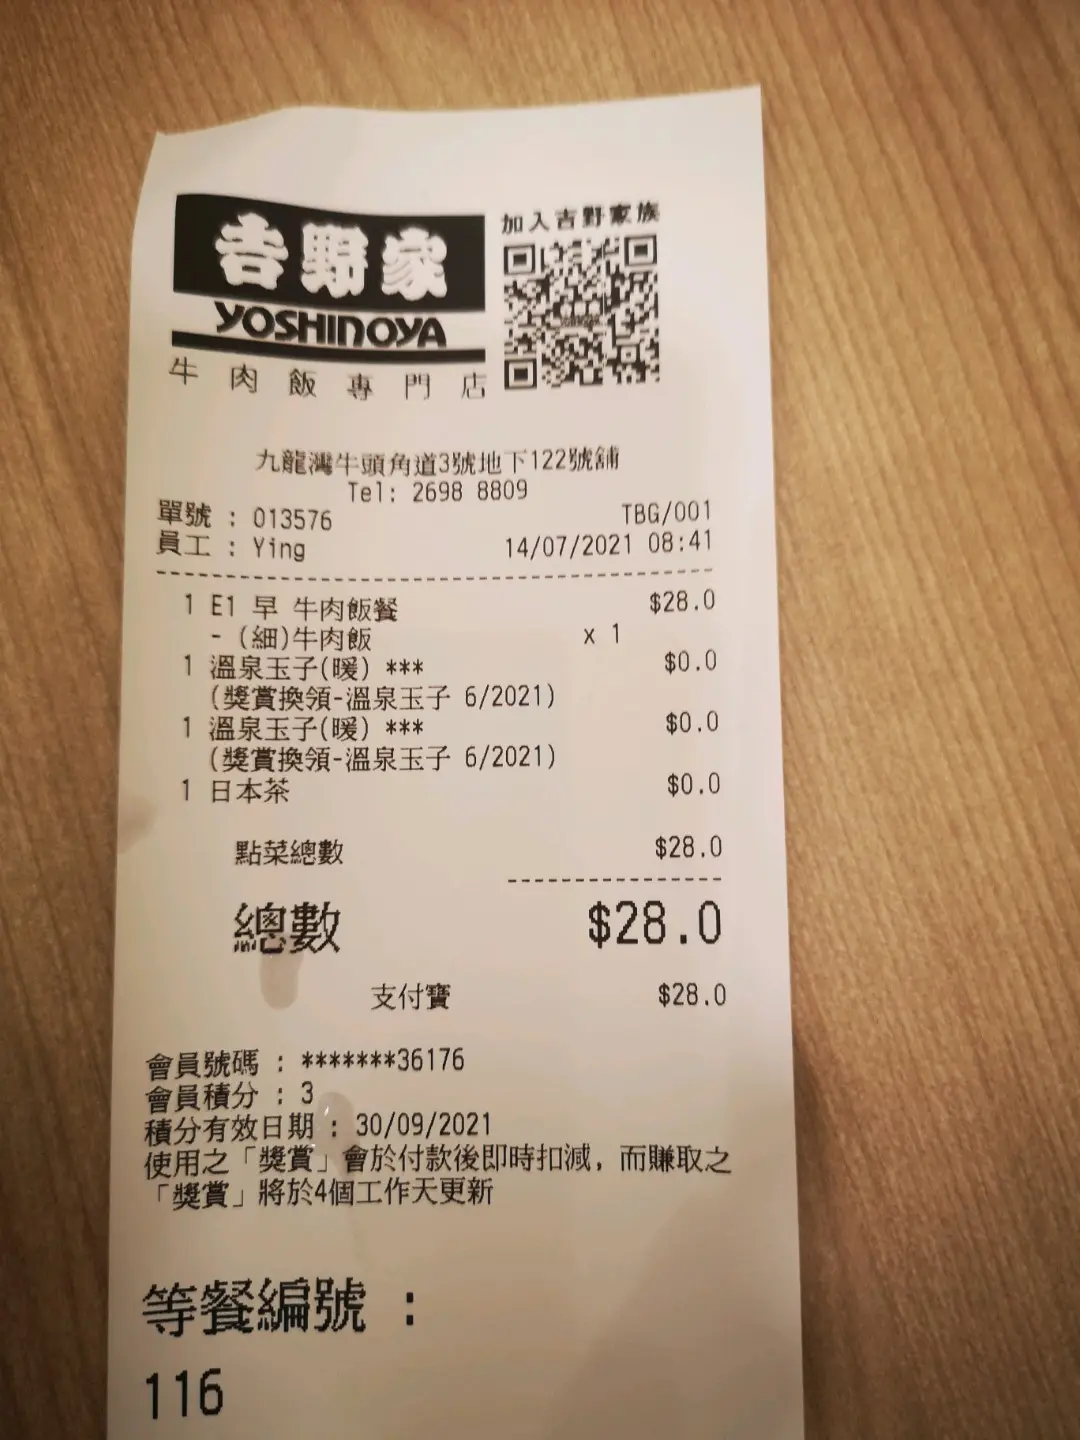 吉野家
YOSHINOYA
牛肉飯專門店
加入吉野家族
九龍灣牛頭角道3號地下122號舖
Tel: 2698 8809
單號 : 013576 TBG/001
員工 : Ying 14/07/2021 08:41
1 E1 早 牛肉飯餐 $28.0
- (細)牛肉飯 x 1
1 溫泉玉子(暖) *** $0.0
(獎賞換領-溫泉玉子 6/2021)
1 溫泉玉子(暖) *** $0.0
(獎賞換領-溫泉玉子 6/2021)
1 日本茶 $0.0
點菜總數 $28.0
總數 $28.0
支付寶 $28.0
會員號碼 : *******36176
會員積分 : 3
積分有效日期 : 30/09/2021
使用之「獎賞」會於付款後即時扣減, 而賺取之
「獎賞」將於4個工作天更新
等餐編號 :
116